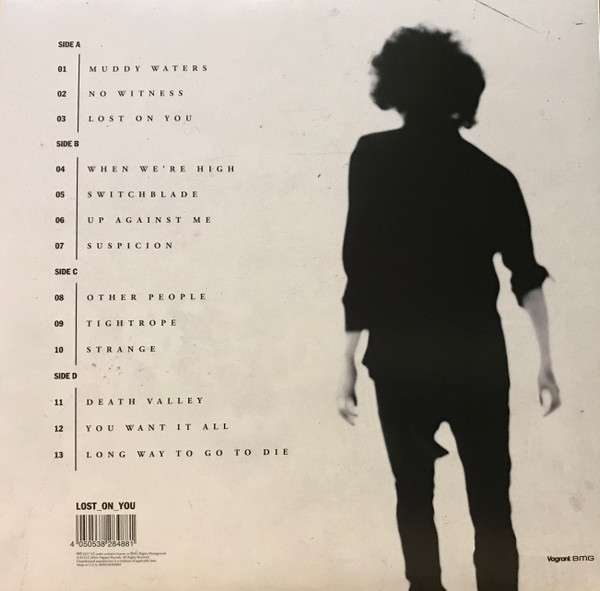 SIDE A
01 MUDDY WATERS
02 NO WITNESS
03 LOST ON YOU
SIDE B
04 WHEN WE'RE HIGH
05 SWITCHBLADE
06 UP AGAINST ME
07 SUSPICION
SIDE C
08 OTHER PEOPLE
09 TIGHTROPE
10 STRANGE
SIDE D
11 DEATH VALLEY
12 YOU WANT IT ALL
13 LONG WAY TO GO TO DIE
LOST_ON_YOU
4 050538 284881
Vagrant BMG